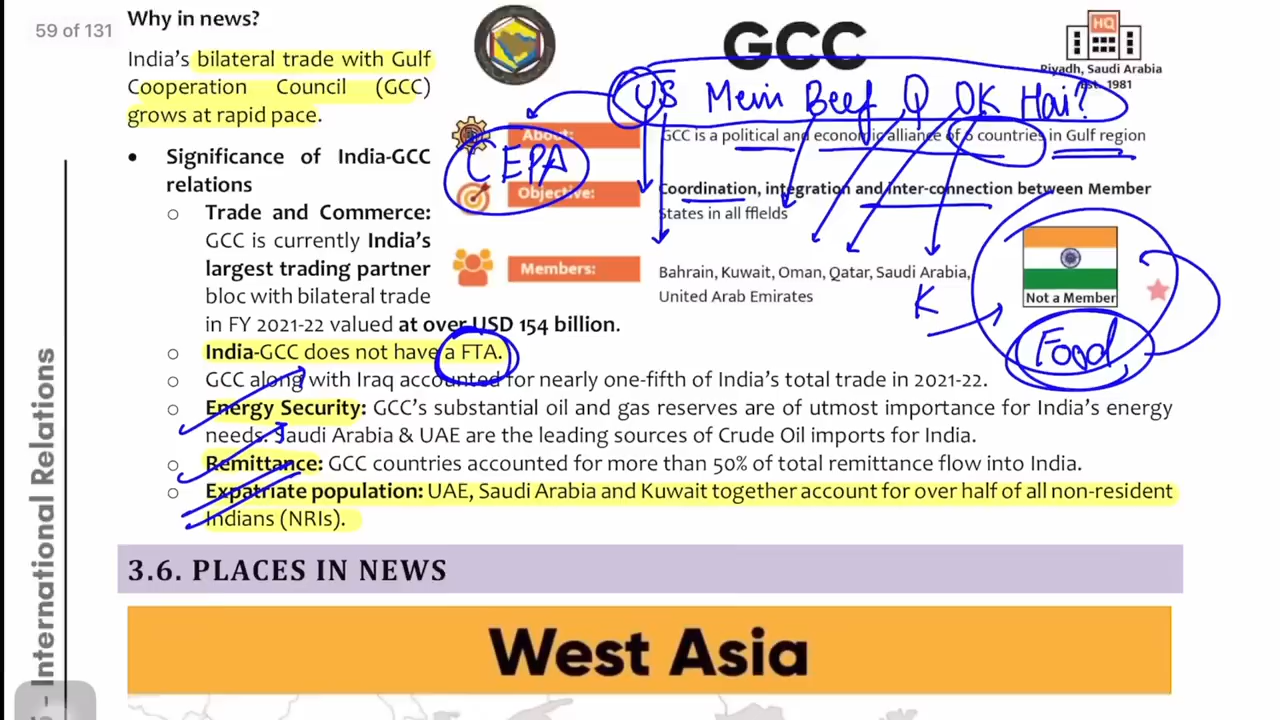 59 of 131
Why in news?
India's bilateral trade with Gulf
Cooperation Council (GCC)
grows at rapid pace.
• Significance of India-GCC
relations
o Trade and Commerce:
GCC is currently India's
largest trading partner
bloc with bilateral trade
in FY 2021-22 valued at over USD 154 billion.
GCC
HQ
Riyadh, Saudi Arabia
Est. 1981
US Mein Beef Q OK Hai?
About:
GCC is a political and economic alliance of 6 countries in Gulf region
CEPA
Objective:
Coordination, integration and inter-connection between Member
States in all ffields
Members:
Bahrain, Kuwait, Oman, Qatar, Saudi Arabia,
United Arab Emirates
K
Not a Member
Food
o India-GCC does not have a FTA.
o GCC along with Iraq accounted for nearly one-fifth of India's total trade in 2021-22.
o Energy Security: GCC's substantial oil and gas reserves are of utmost importance for India's energy
needs. Saudi Arabia & UAE are the leading sources of Crude Oil imports for India.
o Remittance: GCC countries accounted for more than 50% of total remittance flow into India.
o Expatriate population: UAE, Saudi Arabia and Kuwait together account for over half of all non-resident
Indians (NRIs).
- International Relations
3.6. PLACES IN NEWS
West Asia